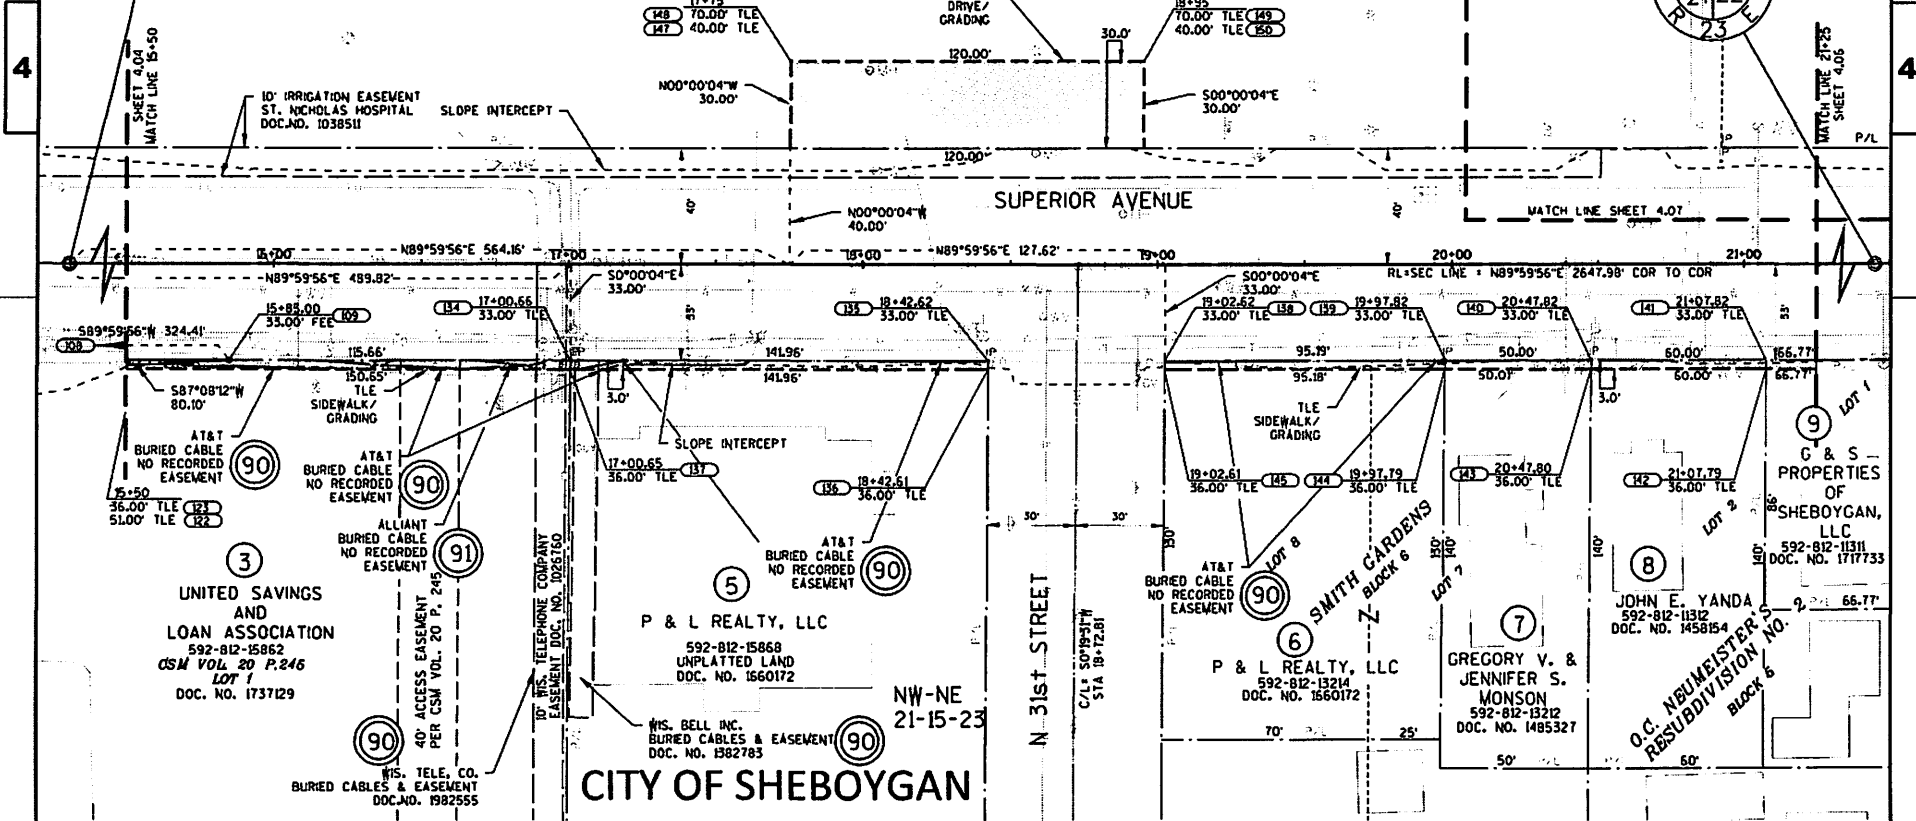 4
SHEET 4.04
MATCH LINE 15+50
148
70.00' TLE
147
40.00' TLE
DRIVE/
GRADING
70.00' TLE
149
40.00' TLE
150
30.0'
120.00'
R
23
E
MATCH LINE 21+25
SHEET 4.06
4
P/L
N00°00'04"W
30.00'
S00°00'04"E
30.00'
10' IRRIGATION EASEMENT
ST. NICHOLAS HOSPITAL
DOC.NO. 1038511
SLOPE INTERCEPT
120.00'
SUPERIOR AVENUE
MATCH LINE SHEET 4.07
40'
N00°00'04"W
40.00'
40'
16+00
N89°59'56"E 564.16'
17+00
18+00
N89°59'56"E 127.62'
19+00
20+00
21+00
N89°59'56"E 489.82'
RL=SEC LINE = N89°59'56"E 2647.98' COR TO COR
S0°00'04"E
33.00'
S00°00'04"E
33.00'
15+85.00
33.00' FEE
109
134
17+00.66
33.00' TLE
33'
135
18+42.62
33.00' TLE
19+02.62
33.00' TLE
138
139
19+97.82
33.00' TLE
140
20+47.82
33.00' TLE
141
21+07.82
33.00' TLE
33'
S89°59'56"W 324.41'
108
115.66'
141.96'
95.19'
50.00'
60.00'
66.77'
150.65'
141.96'
95.18'
50.01'
60.00'
66.77'
S87°08'12"W
80.10'
TLE
SIDEWALK/
GRADING
3.0'
TLE
SIDEWALK/
GRADING
3.0'
LOT 1
AT&T
BURIED CABLE
NO RECORDED
EASEMENT
90
AT&T
BURIED CABLE
NO RECORDED
EASEMENT
90
SLOPE INTERCEPT
17+00.65
36.00' TLE
137
136
18+42.61
36.00' TLE
19+02.61
36.00' TLE
145
144
19+97.79
36.00' TLE
143
20+47.80
36.00' TLE
142
21+07.79
36.00' TLE
15+50
36.00' TLE
123
51.00' TLE
122
ALLIANT
BURIED CABLE
NO RECORDED
EASEMENT
91
30'
30'
150'
150'
140'
140'
140'
86'
LOT 2
9
G & S
PROPERTIES
OF
SHEBOYGAN,
LLC
592-812-11311
DOC. NO. 1717733
3
UNITED SAVINGS
AND
LOAN ASSOCIATION
592-812-15862
CSM VOL 20 P.246
LOT 1
DOC. NO. 1737129
40' ACCESS EASEMENT
PER CSM VOL. 20 P. 245
10' WIS. TELEPHONE COMPANY
EASEMENT DOC. NO. 1026760
5
P & L REALTY, LLC
592-812-15868
UNPLATTED LAND
DOC. NO. 1660172
AT&T
BURIED CABLE
NO RECORDED
EASEMENT
90
N 31st STREET
C/L= S0°19'51"W
STA 18+72.81
AT&T
BURIED CABLE
NO RECORDED
EASEMENT
90
LOT 8
SMITH GARDENS
BLOCK 6
LOT 7
Z
6
P & L REALTY, LLC
592-812-13214
DOC. NO. 1660172
7
GREGORY V. &
JENNIFER S.
MONSON
592-812-13212
DOC. NO. 1485327
8
JOHN E. YANDA
592-812-11312
DOC. NO. 1458154
66.77'
O.C. NEUMEISTER'S
RESUBDIVISION NO. 2
BLOCK 6
NW-NE
21-15-23
90
WIS. TELE. CO.
BURIED CABLES & EASEMENT
DOC.NO. 1982555
WIS. BELL INC.
BURIED CABLES & EASEMENT
DOC. NO. 1382783
90
70'
25'
50'
60'
CITY OF SHEBOYGAN